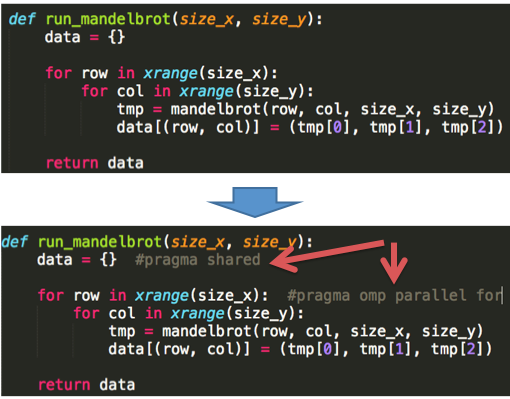 def run_mandelbrot(size_x, size_y):
    data = {}
    for row in xrange(size_x):
        for col in xrange(size_y):
            tmp = mandelbrot(row, col, size_x, size_y)
            data[(row, col)] = (tmp[0], tmp[1], tmp[2])
    return data
def run_mandelbrot(size_x, size_y):
    data = {}  #pragma shared
    for row in xrange(size_x):  #pragma omp parallel for
        for col in xrange(size_y):
            tmp = mandelbrot(row, col, size_x, size_y)
            data[(row, col)] = (tmp[0], tmp[1], tmp[2])
    return data